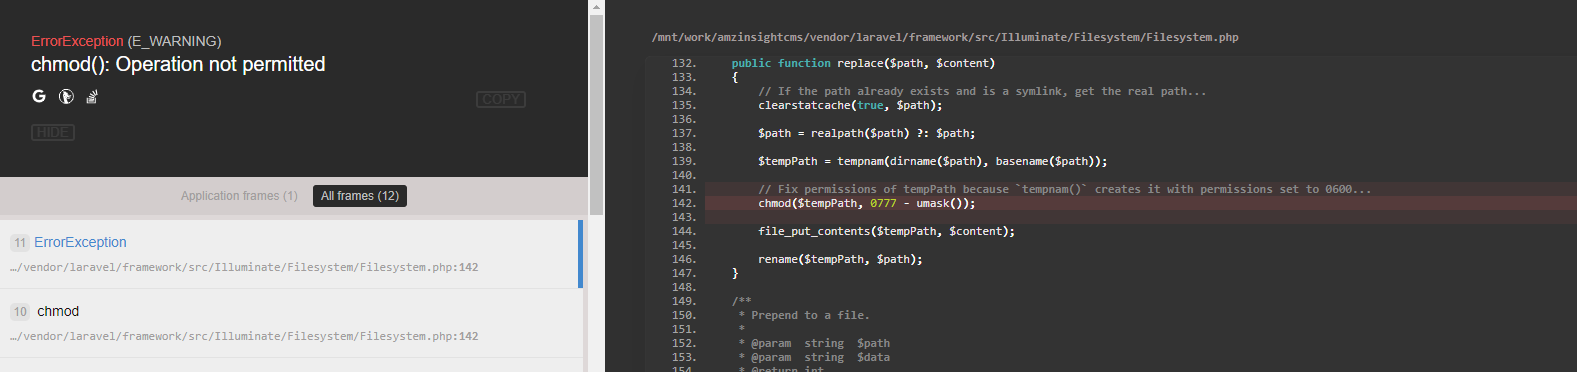 ErrorException (E_WARNING)
chmod(): Operation not permitted
COPY
HIDE
Application frames (1) All frames (12)
11 ErrorException
…/vendor/laravel/framework/src/Illuminate/Filesystem/Filesystem.php:142
10 chmod
…/vendor/laravel/framework/src/Illuminate/Filesystem/Filesystem.php:142
/mnt/work/amzinsightcms/vendor/laravel/framework/src/Illuminate/Filesystem/Filesystem.php
132. public function replace($path, $content)
133. {
134. // If the path already exists and is a symlink, get the real path...
135. clearstatcache(true, $path);
136.
137. $path = realpath($path) ?: $path;
138.
139. $tempPath = tempnam(dirname($path), basename($path));
140.
141. // Fix permissions of tempPath because `tempnam()` creates it with permissions set to 0600...
142. chmod($tempPath, 0777 - umask());
143.
144. file_put_contents($tempPath, $content);
145.
146. rename($tempPath, $path);
147. }
148.
149. /**
150. * Prepend to a file.
151. *
152. * @param string $path
153. * @param string $data
154. * @return int